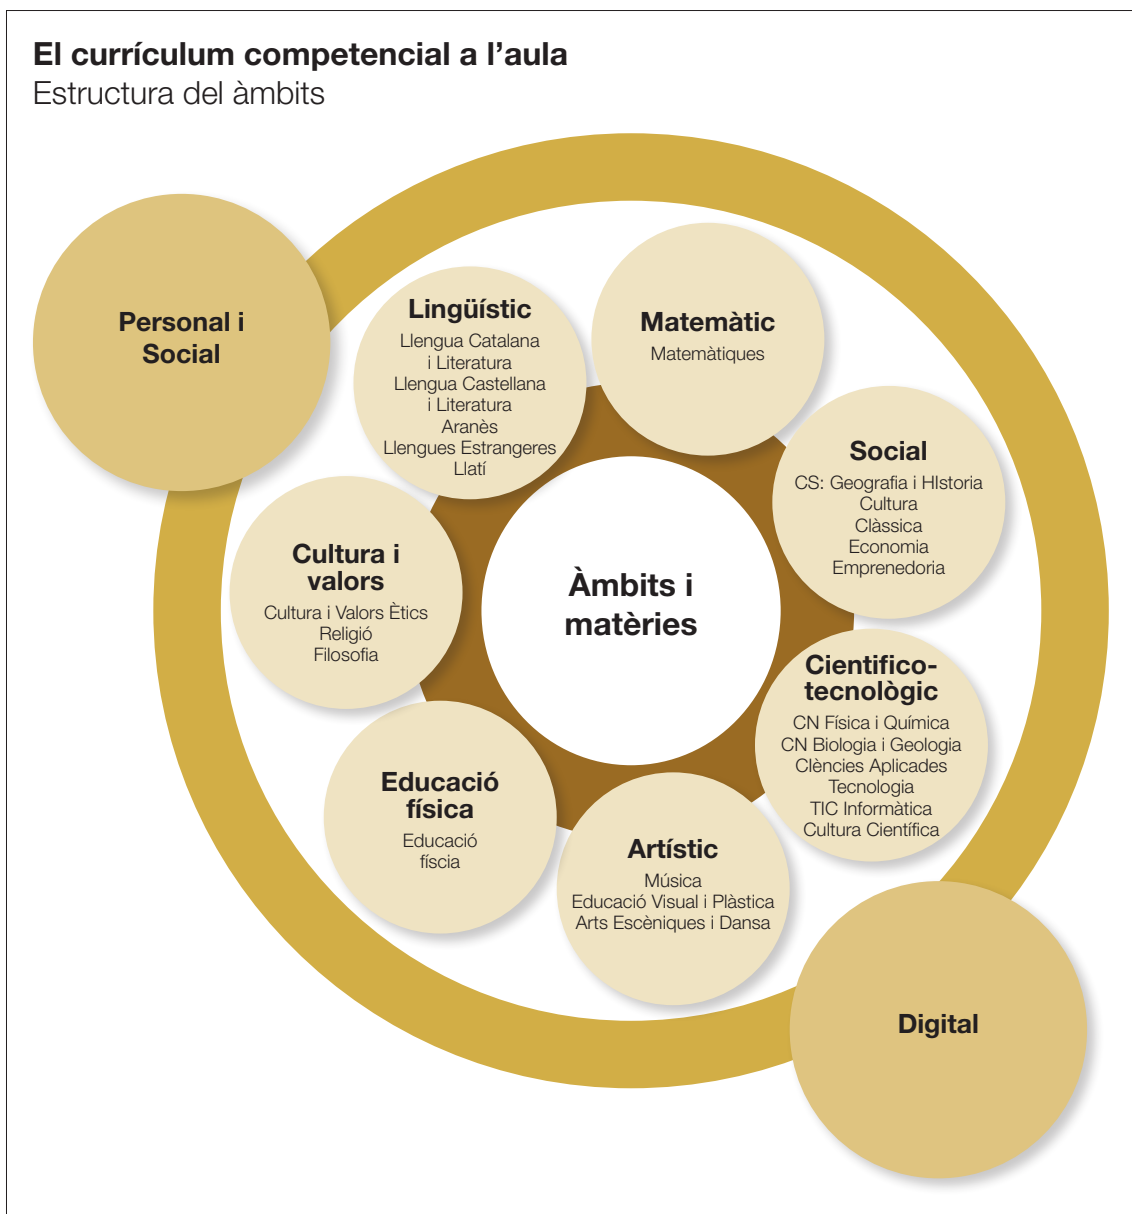 El currículum competencial a l’aula
Estructura del àmbits
Personal i
Social
Lingüístic
Llengua Catalana
i Literatura
Llengua Castellana
i Literatura
Aranès
Llengues Estrangeres
Llatí
Matemàtic
Matemàtiques
Social
CS: Geografia i HIstoria
Cultura
Clàssica
Economia
Emprenedoria
Cultura i
valors
Cultura i Valors Ètics
Religió
Filosofia
Àmbits i
matèries
Cientifico-
tecnològic
CN Física i Química
CN Biologia i Geologia
Clències Aplicades
Tecnologia
TIC Informàtica
Cultura Científica
Educació
física
Educació
físcia
Artístic
Música
Educació Visual i Plàstica
Arts Escèniques i Dansa
Digital